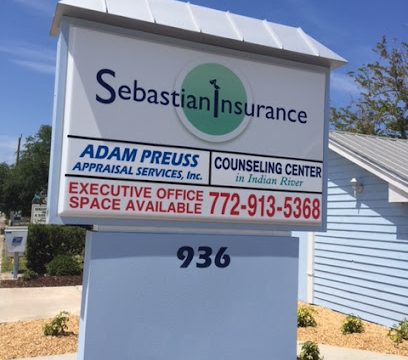 Sebastian Insurance
ADAM PREUSS
APPRAISAL SERVICES, Inc.
COUNSELING CENTER
in Indian River
EXECUTIVE OFFICE
SPACE AVAILABLE 772-913-5368
936